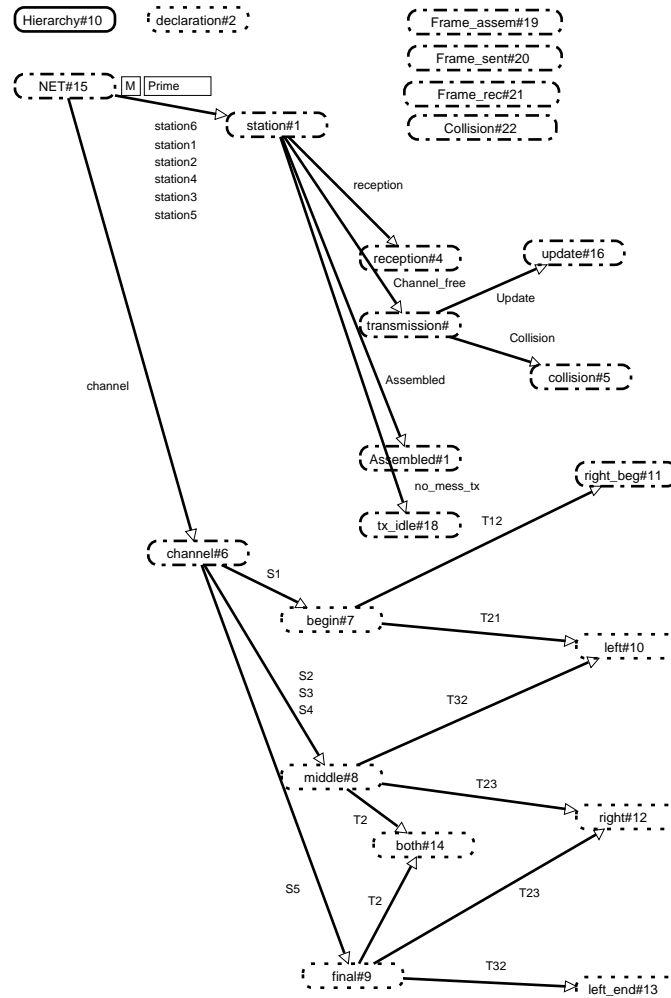 Hierarchy#10
declaration#2
Frame_assem#19
Frame_sent#20
Frame_rec#21
Collision#22
NET#15
M
Prime
station#1
station6
station1
station2
station4
station3
station5
reception
reception#4
update#16
Channel_free
Update
transmission#
Collision
collision#5
channel
Assembled
Assembled#1
right_beg#11
no_mess_tx
tx_idle#18
T12
channel#6
S1
begin#7
T21
left#10
S2
S3
S4
T32
middle#8
T23
right#12
T2
both#14
S5
T2
T23
final#9
T32
left_end#13